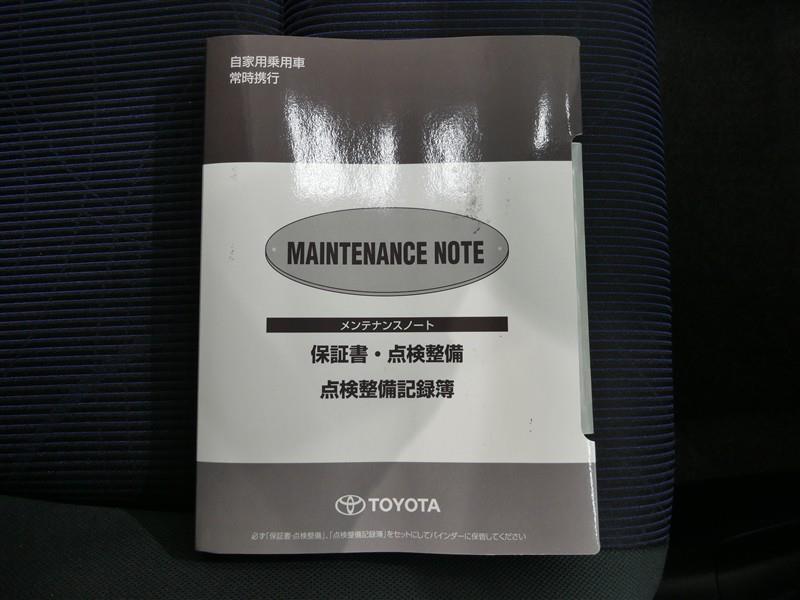 自家用乗用車
常時携行
MAINTENANCE NOTE
メンテナンスノート
保証書・点検整備
点検整備記録簿
TOYOTA
必ず「保証書・点検整備」、「点検整備記録簿」をセットにしてバインダーに保管してください